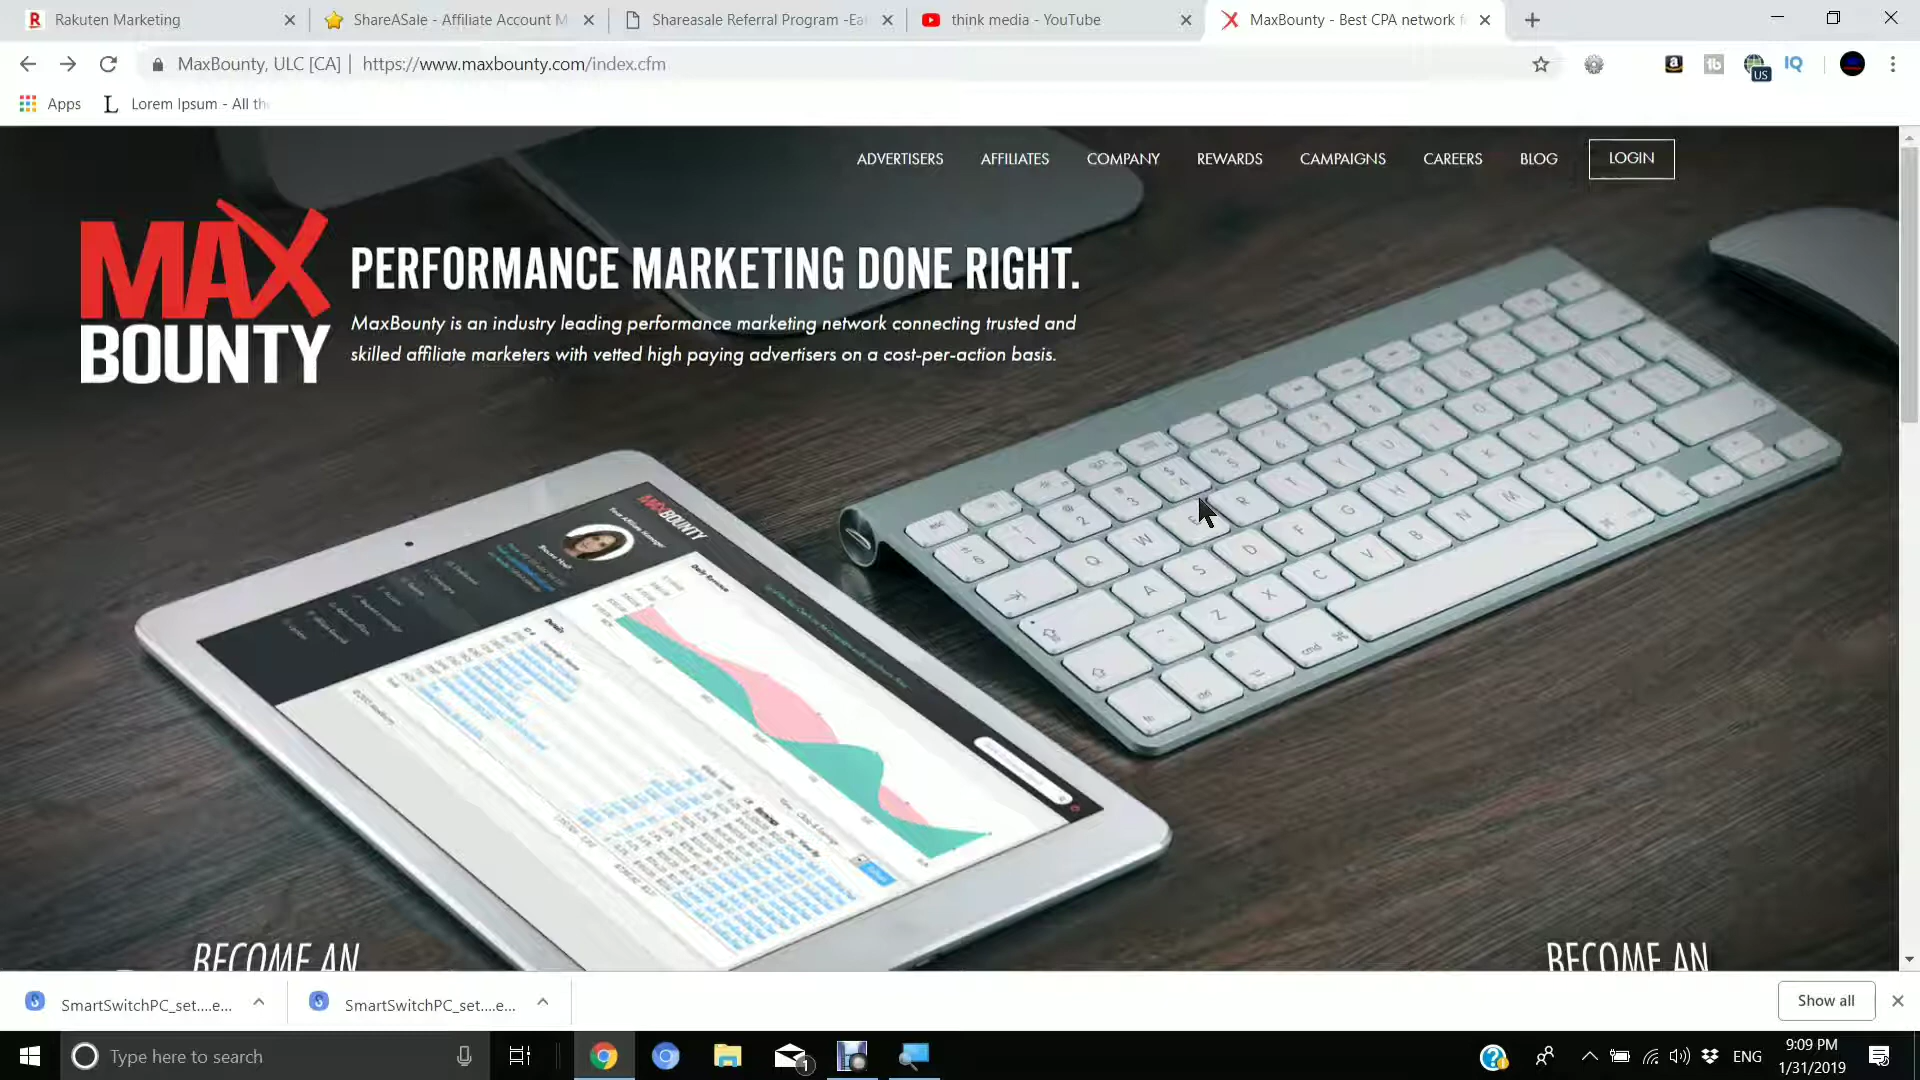 Rakuten Marketing
ShareASale - Affiliate Account M
Shareasale Referral Program -Ea
think media - YouTube
MaxBounty - Best CPA network f
MaxBounty, ULC [CA] | https://www.maxbounty.com/index.cfm
US
IQ
Apps
Lorem Ipsum - All th
ADVERTISERS AFFILIATES COMPANY REWARDS CAMPAIGNS CAREERS BLOG LOGIN
MAX
BOUNTY
PERFORMANCE MARKETING DONE RIGHT.
MaxBounty is an industry leading performance marketing network connecting trusted and
skilled affiliate marketers with vetted high paying advertisers on a cost-per-action basis.
MAXBOUNTY
BECOME AN
BECOME AN
SmartSwitchPC_set....e...
SmartSwitchPC_set....e...
Show all
Type here to search
1
ENG
9:09 PM
1/31/2019